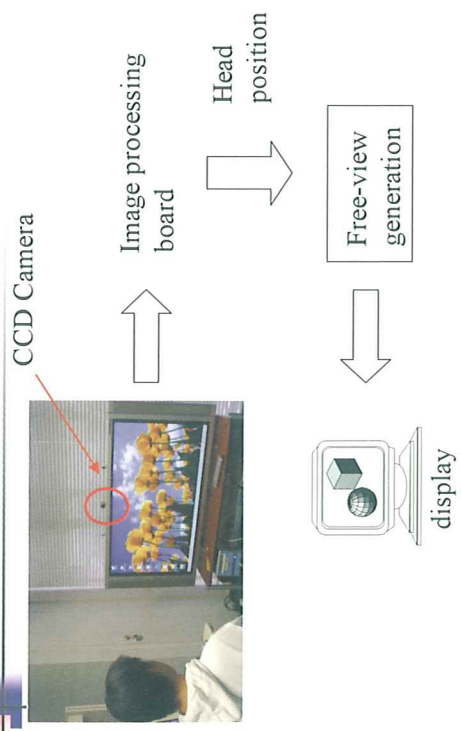 CCD Camera
Image processing
board
Head
position
Free-view
generation
display